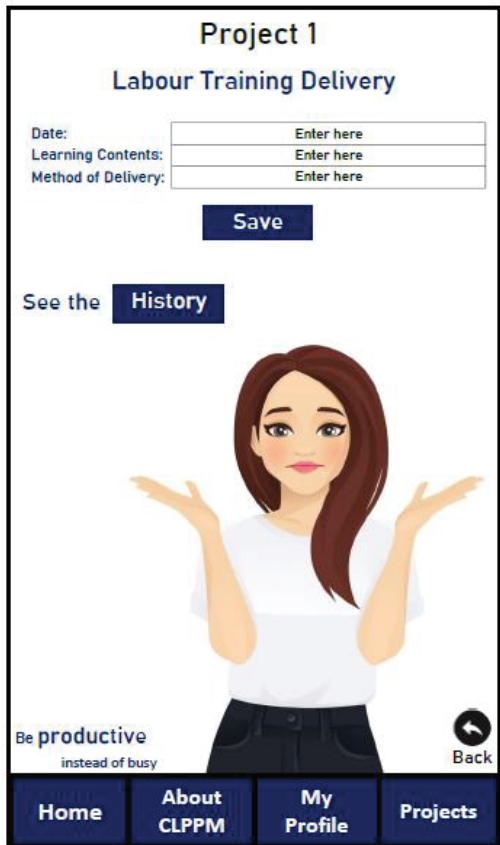 Project 1
Labour Training Delivery
Date: Enter here
Learning Contents: Enter here
Method of Delivery: Enter here
Save
See the History
Be productive
instead of busy
Back
Home About CLPPM My Profile Projects